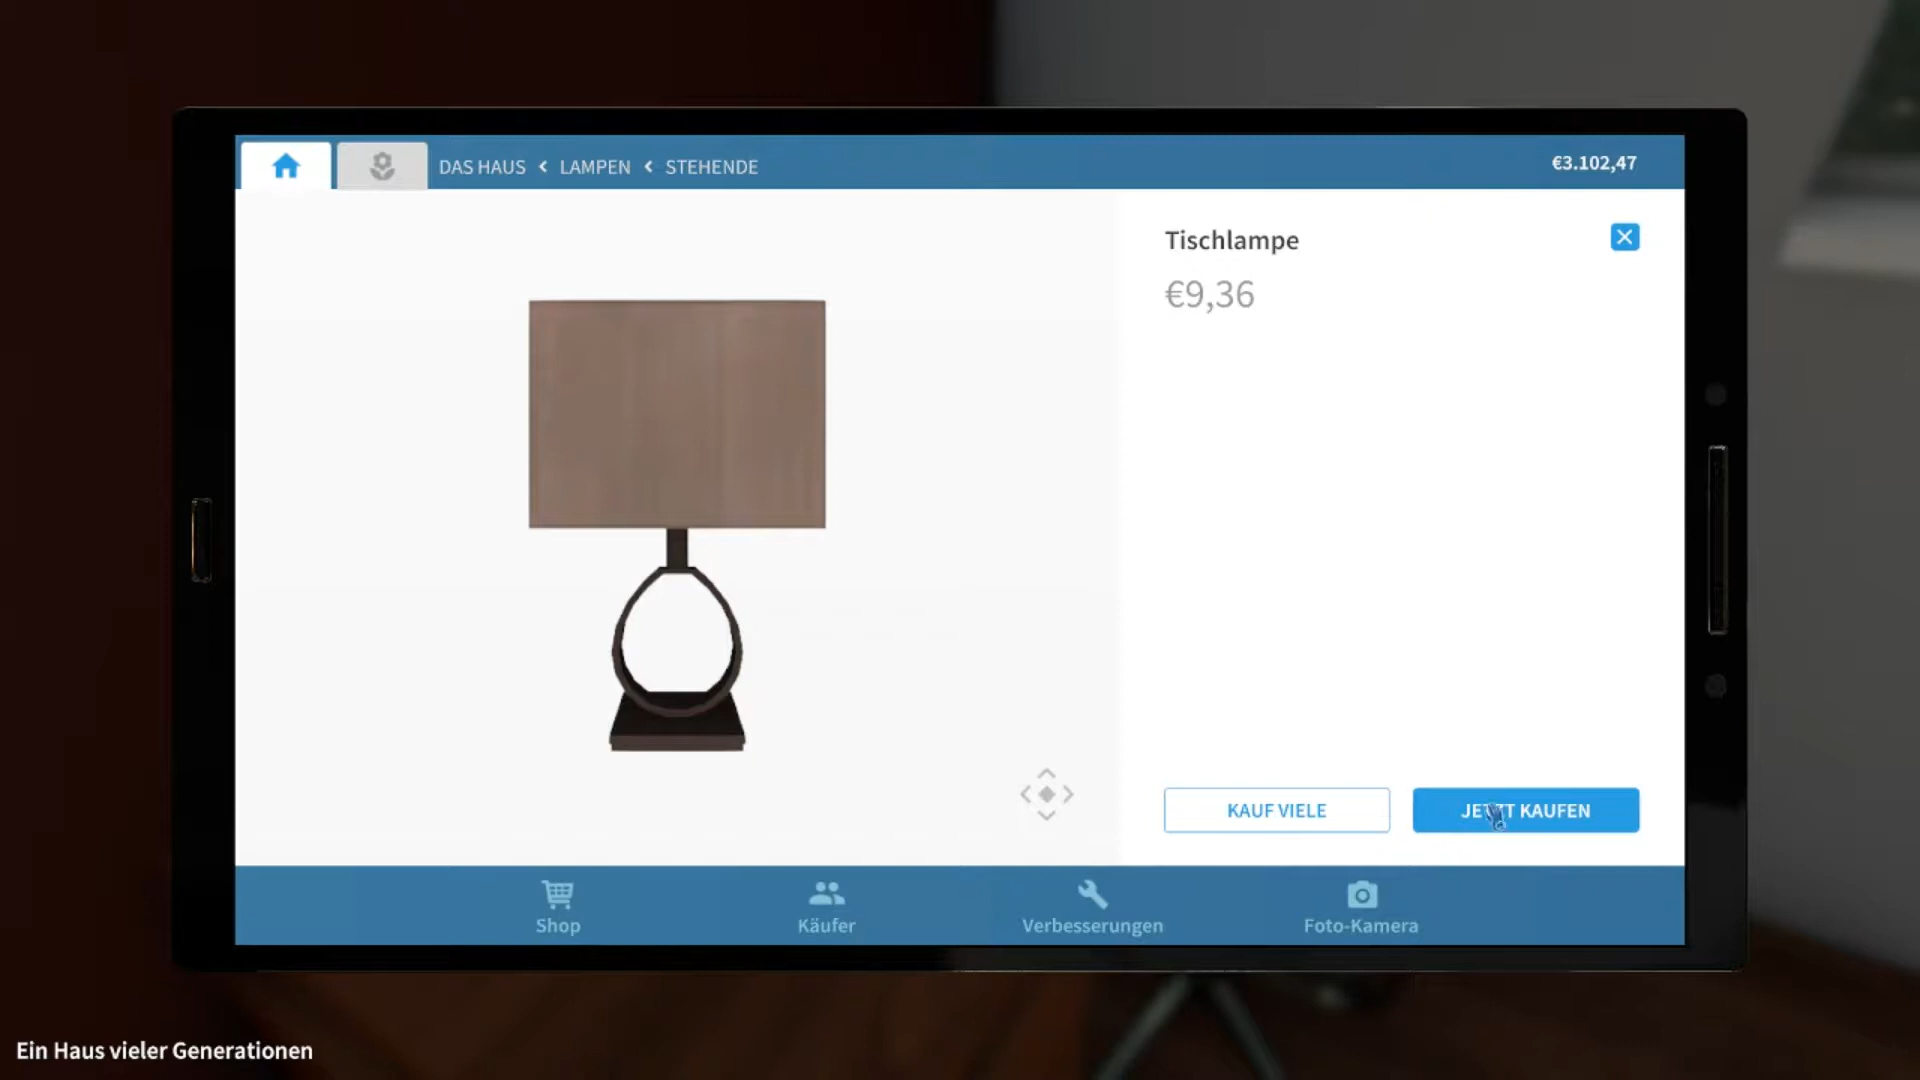 DAS HAUS < LAMPEN < STEHENDE
€3.102,47
Tischlampe
€9,36
KAUF VIELE
JETZT KAUFEN
Shop
Käufer
Verbesserungen
Foto-Kamera
Ein Haus vieler Generationen